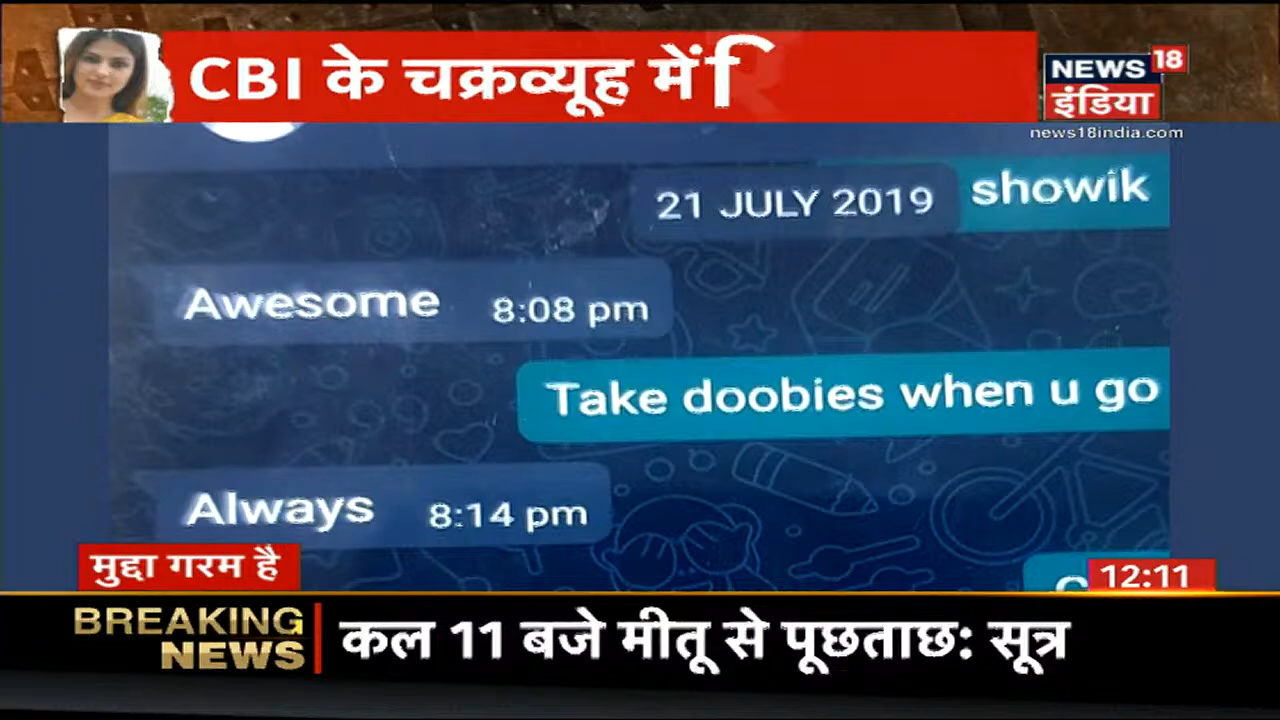 CBI के चक्रव्यूह में
NEWS 18
इंडिया
news18india.com
showik
21 JULY 2019
Awesome 8:08 pm
Take doobies when u go
Always 8:14 pm
मुद्दा गरम है
12:11
BREAKING
NEWS
कल 11 बजे मीतू से पूछताछ: सूत्र